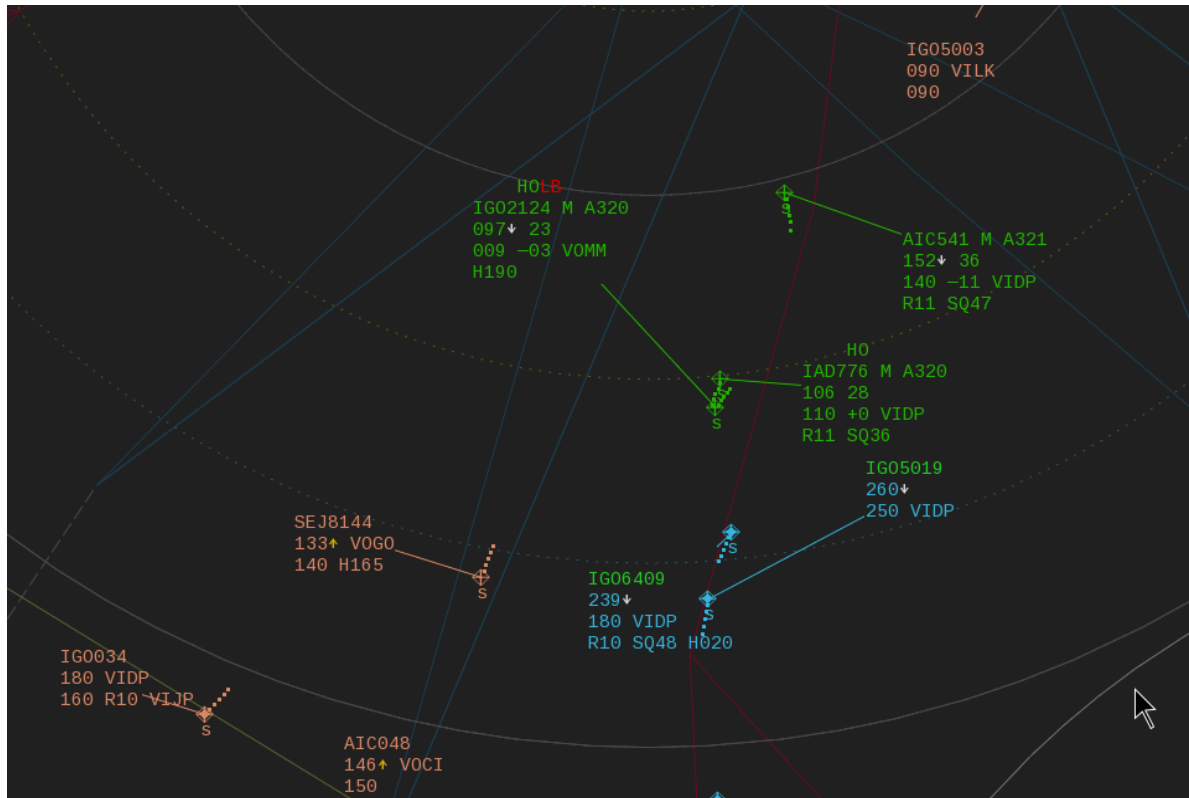 IGO5003
090 VILK
090
HOLB
IGO2124 M A320
097↓ 23
009 −03 VOMM
H190
AIC541 M A321
152↓ 36
140 −11 VIDP
R11 SQ47
HO
IAD776 M A320
106 28
110 +0 VIDP
R11 SQ36
S
IGO5019
260↓
250 VIDP
SEJ8144
133↑ VOGO
140 H165
S
S
IGO6409
239↓
180 VIDP
R10 SQ48 H020
S
IGO034
180 VIDP
160 R10 VIJP
S
AIC048
146↑ VOCI
150